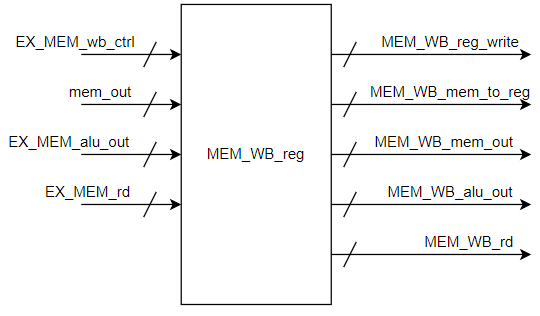 EX_MEM_wb_ctrl
mem_out
EX_MEM_alu_out
EX_MEM_rd
MEM_WB_reg
MEM_WB_reg_write
MEM_WB_mem_to_reg
MEM_WB_mem_out
MEM_WB_alu_out
MEM_WB_rd